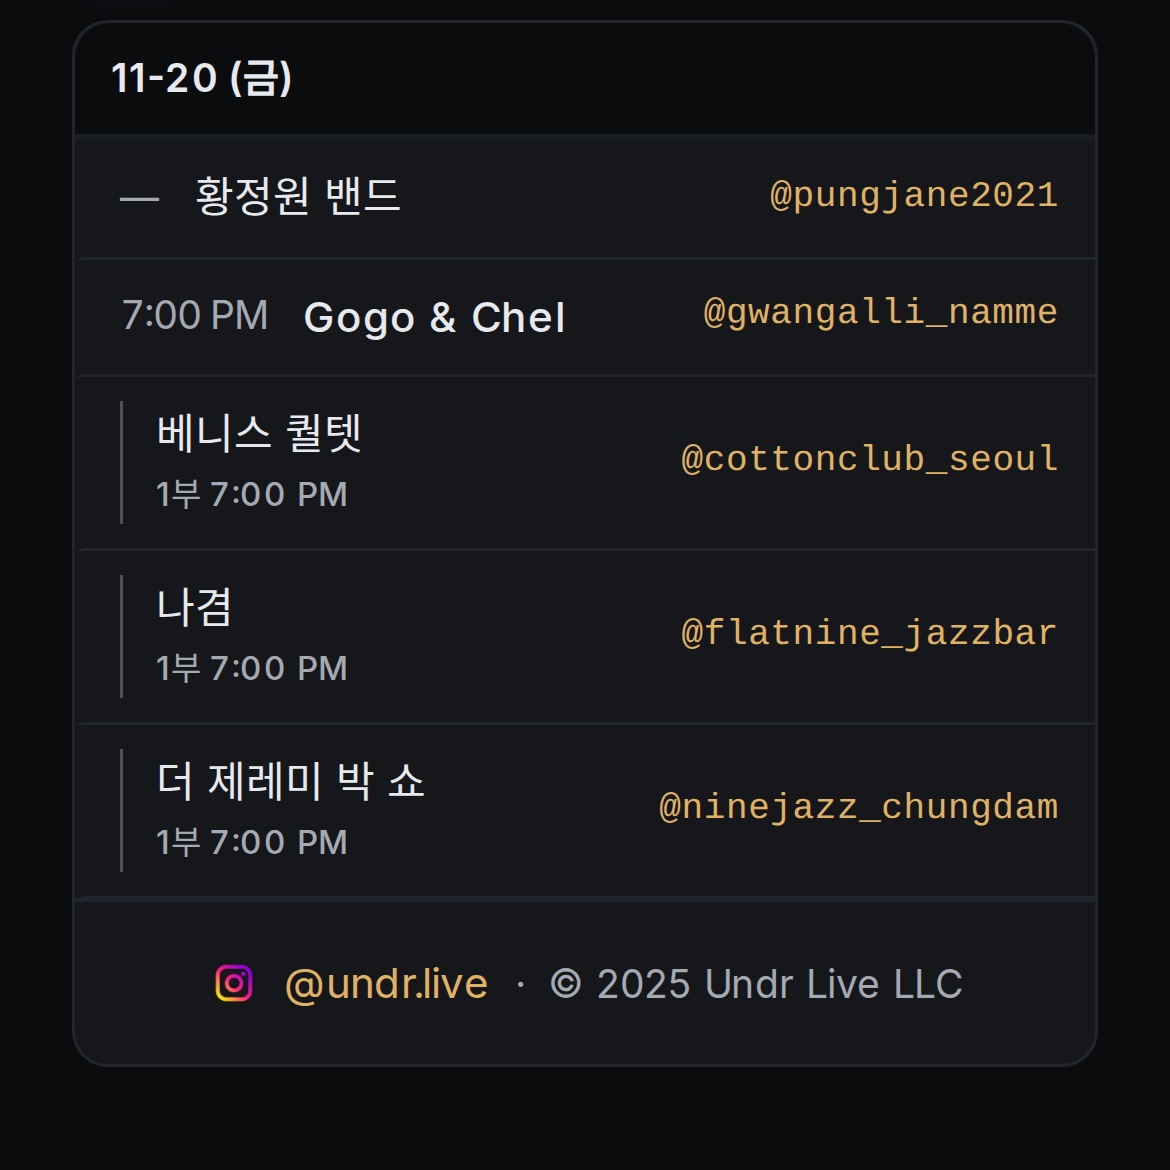 11-20 (금)
— 황정원 밴드 @pungjane2021
7:00 PM Gogo & Chel @gwangalli_namme
베니스 퀄텟 @cottonclub_seoul
1부 7:00 PM
나겸 @flatnine_jazzbar
1부 7:00 PM
더 제레미 박 쇼 @ninejazz_chungdam
1부 7:00 PM
@undr.live · © 2025 Undr Live LLC